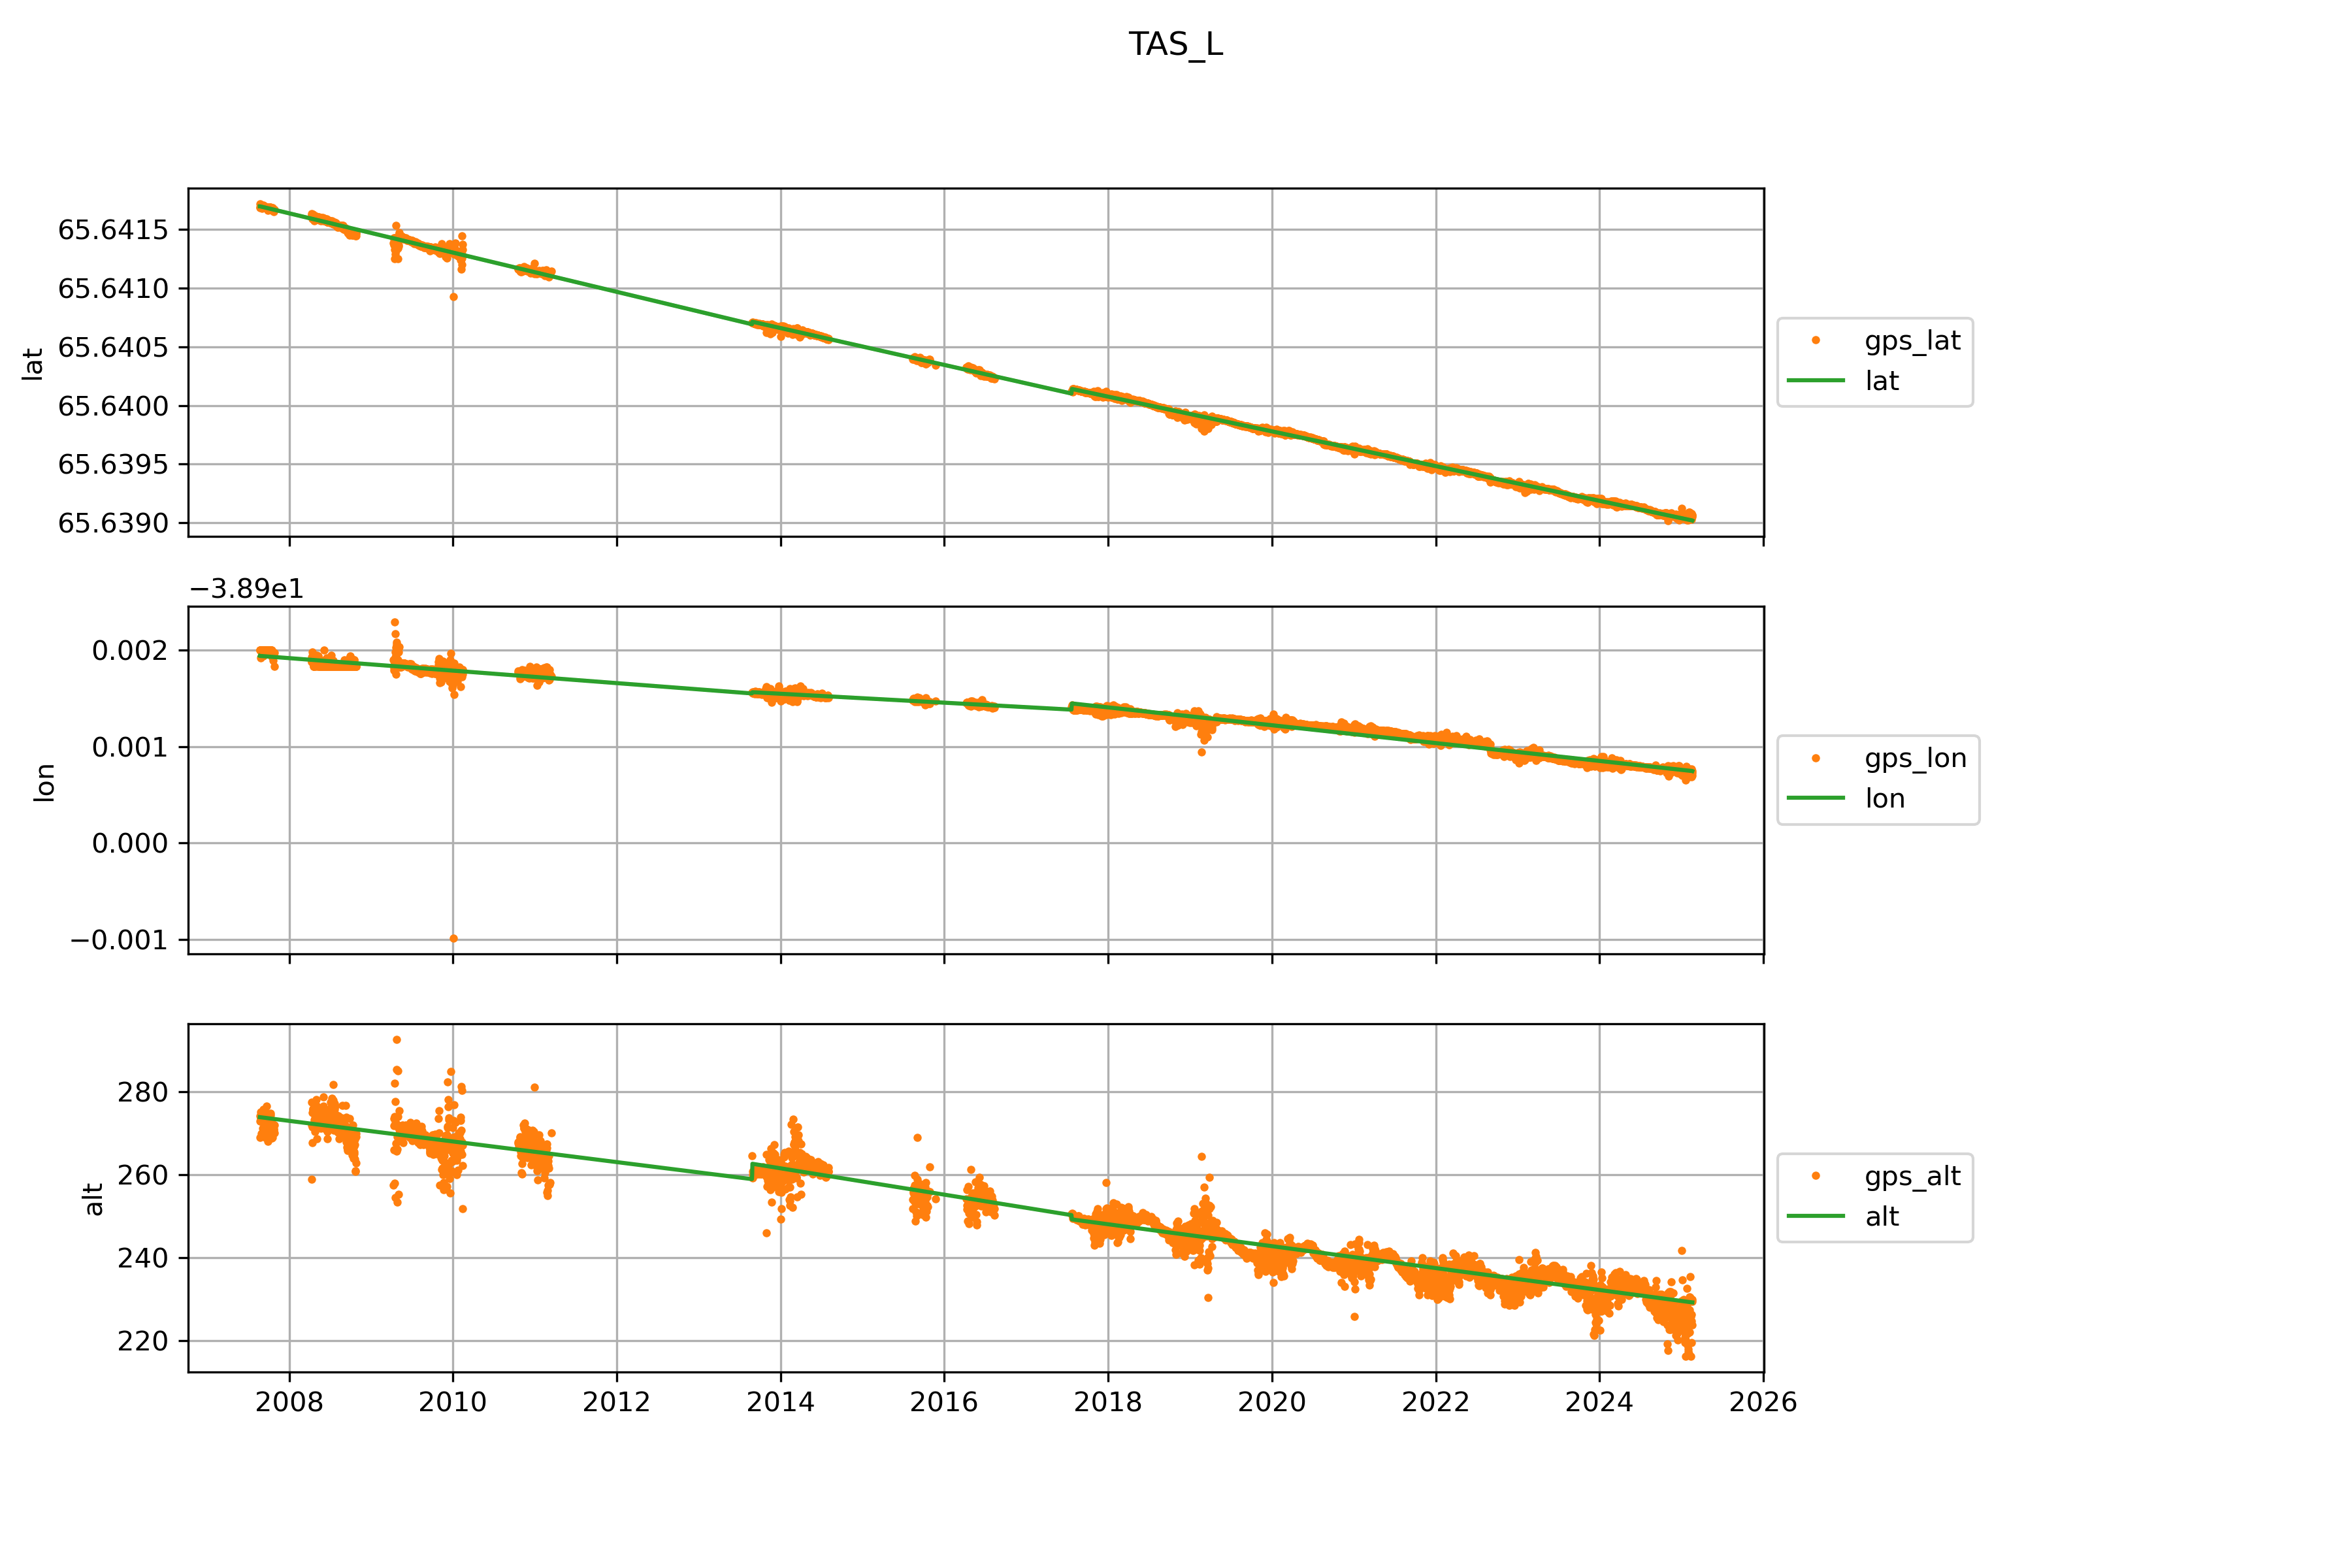 TAS_L
65.6415
65.6410
65.6405
65.6400
65.6395
65.6390
lat
gps_lat
lat
−3.89e1
0.002
0.001
0.000
−0.001
lon
gps_lon
lon
280
260
240
220
alt
gps_alt
alt
2008 2010 2012 2014 2016 2018 2020 2022 2024 2026